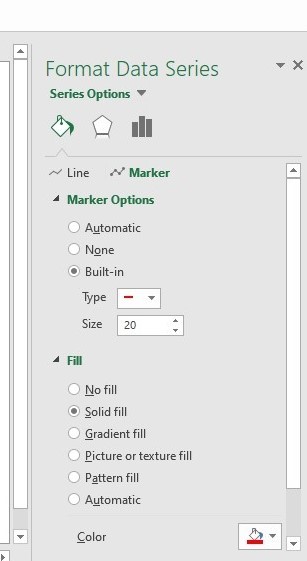 Format Data Series
Series Options
Line Marker
Marker Options
Automatic
None
Built-in
Type
Size 20
Fill
No fill
Solid fill
Gradient fill
Picture or texture fill
Pattern fill
Automatic
Color